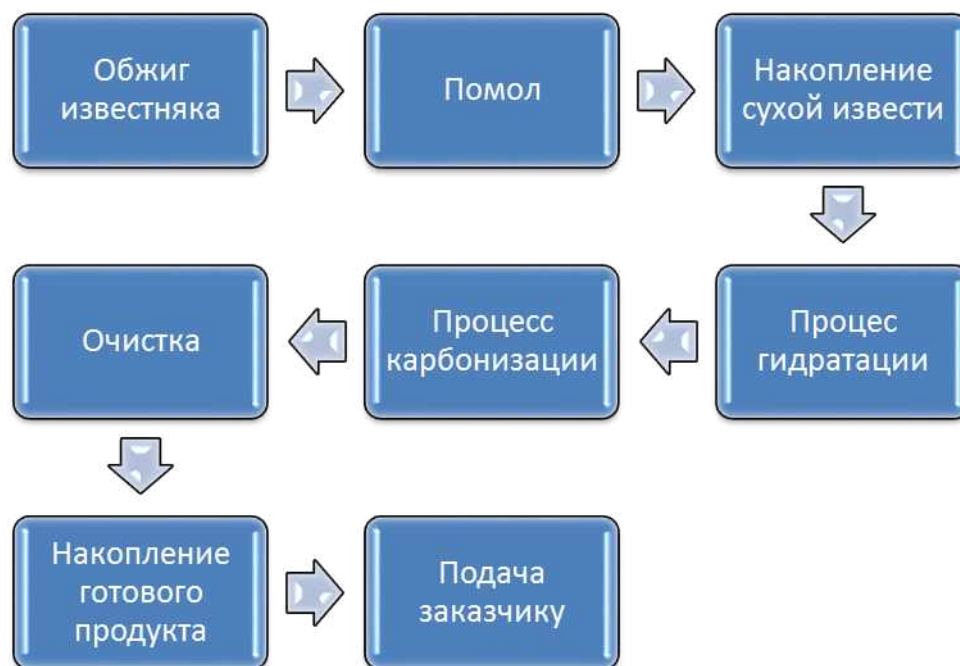 Обжиг
известняка
Помол
Накопление
сухой извести
Процес
гидратации
Процесс
карбонизации
Очистка
Накопление
готового
продукта
Подача
заказчику